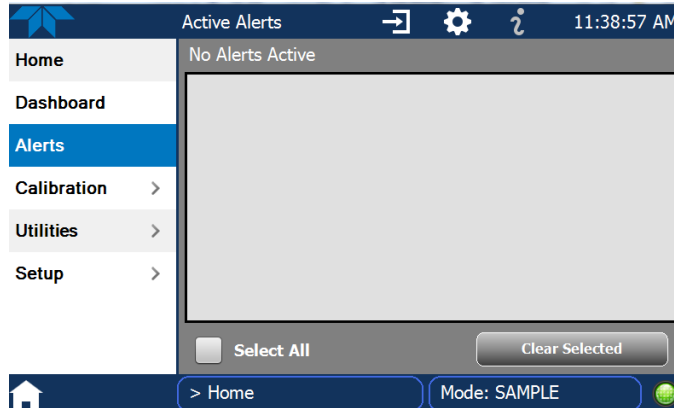 Active Alerts 11:38:57 AM
Home
No Alerts Active
Dashboard
Alerts
Calibration >
Utilities >
Setup >
Select All
Clear Selected
> Home
Mode: SAMPLE